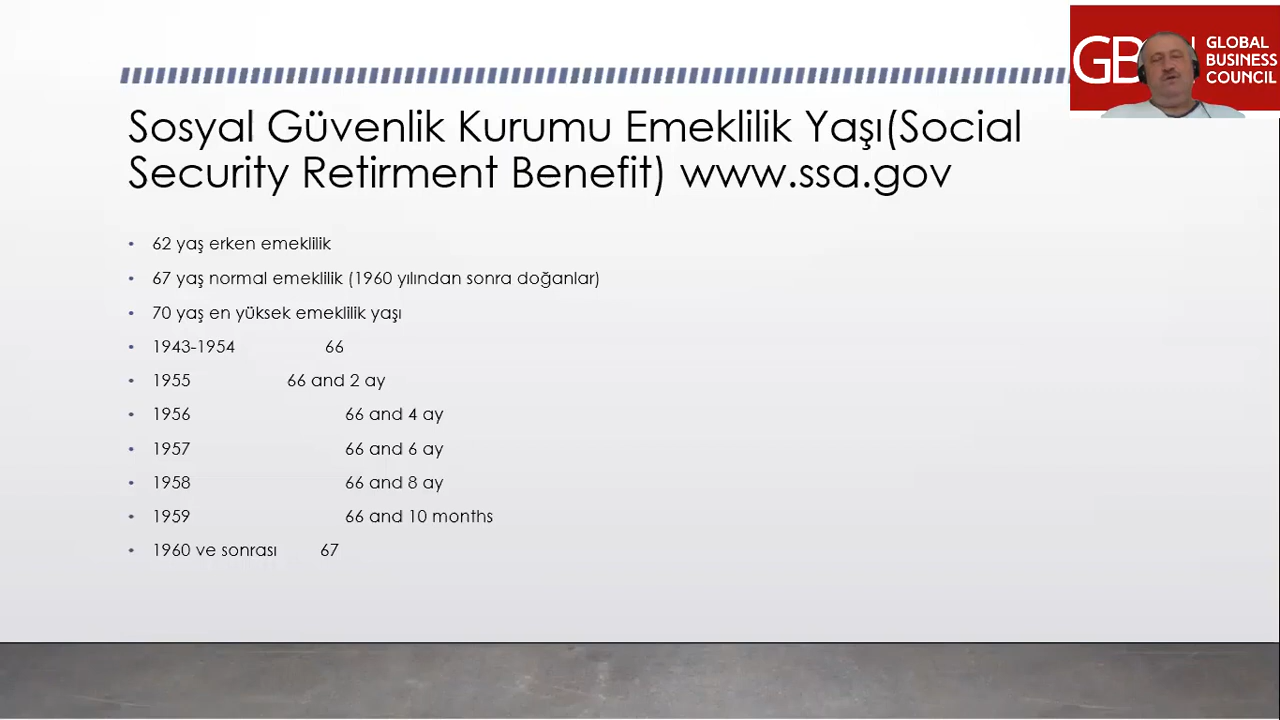 GB
GLOBAL
BUSINESS
COUNCIL
Sosyal Güvenlik Kurumu Emeklilik Yaşı(Social
Security Retirment Benefit) www.ssa.gov
• 62 yaş erken emeklilik
• 67 yaş normal emeklilik (1960 yılından sonra doğanlar)
• 70 yaş en yüksek emeklilik yaşı
• 1943-1954 66
• 1955 66 and 2 ay
• 1956 66 and 4 ay
• 1957 66 and 6 ay
• 1958 66 and 8 ay
• 1959 66 and 10 months
• 1960 ve sonrası 67